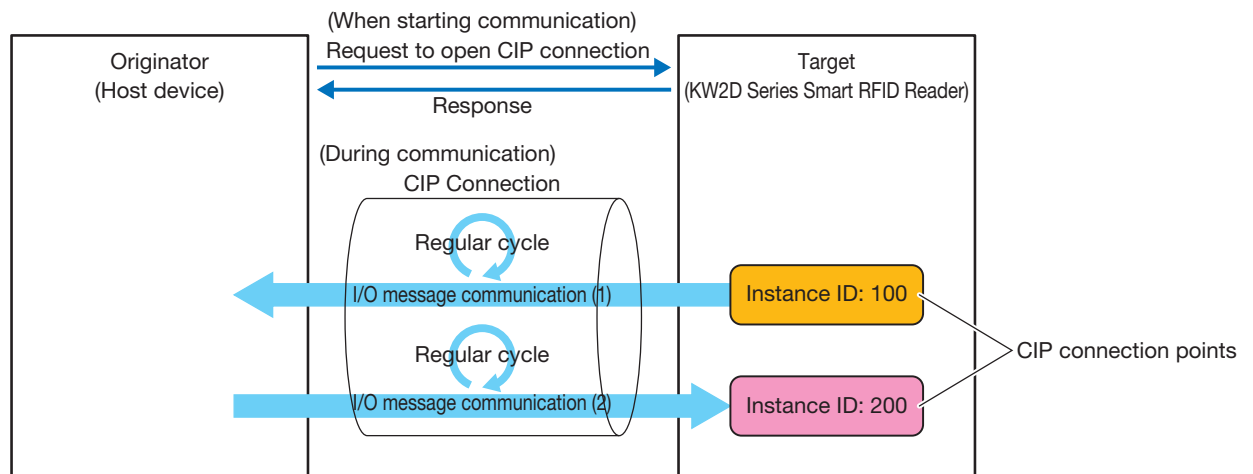 (When starting communication)
Request to open CIP connection
Originator
(Host device)
Target
(KW2D Series Smart RFID Reader)
Response
(During communication)
CIP Connection
Regular cycle
I/O message communication (1)
Instance ID: 100
Regular cycle
CIP connection points
I/O message communication (2)
Instance ID: 200